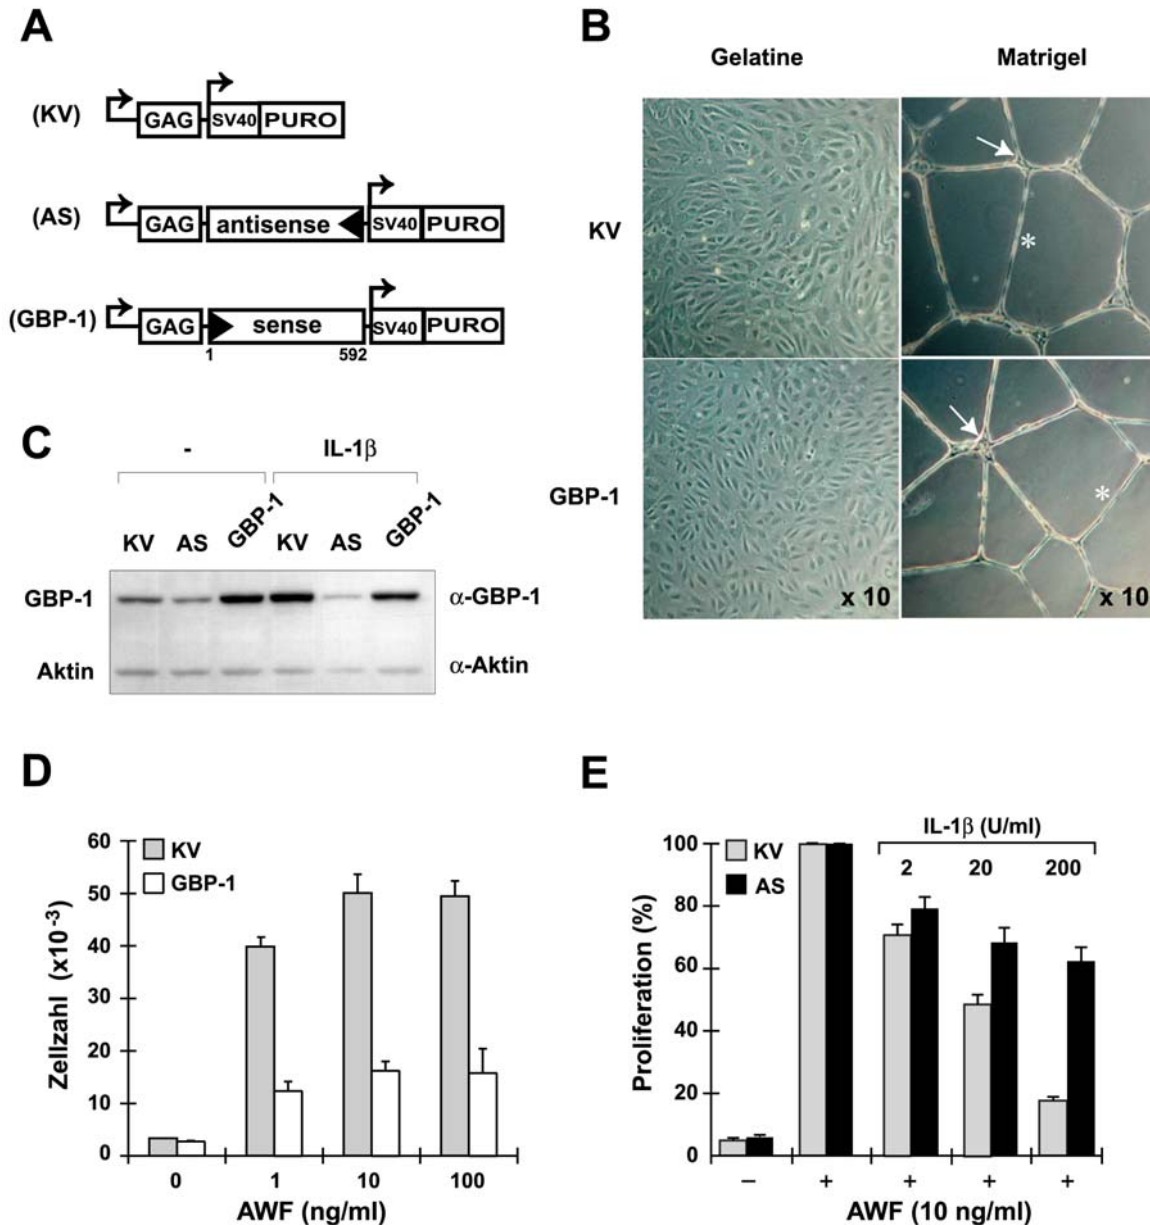 A
(KV) GAG SV40 PURO
(AS) GAG antisense SV40 PURO
(GBP-1) GAG sense SV40 PURO
1 592
B
Gelatine Matrigel
KV
*
GBP-1
*
x 10 x 10
C
- IL-1β
KV AS GBP-1 KV AS GBP-1
GBP-1 α-GBP-1
Aktin α-Aktin
D
Zellzahl (x10⁻³)
60
50
40
30
20
10
0
KV
GBP-1
0 1 10 100
AWF (ng/ml)
E
Proliferation (%)
100
80
60
40
20
0
KV
AS
IL-1β (U/ml)
2 20 200
– + + + +
AWF (10 ng/ml)